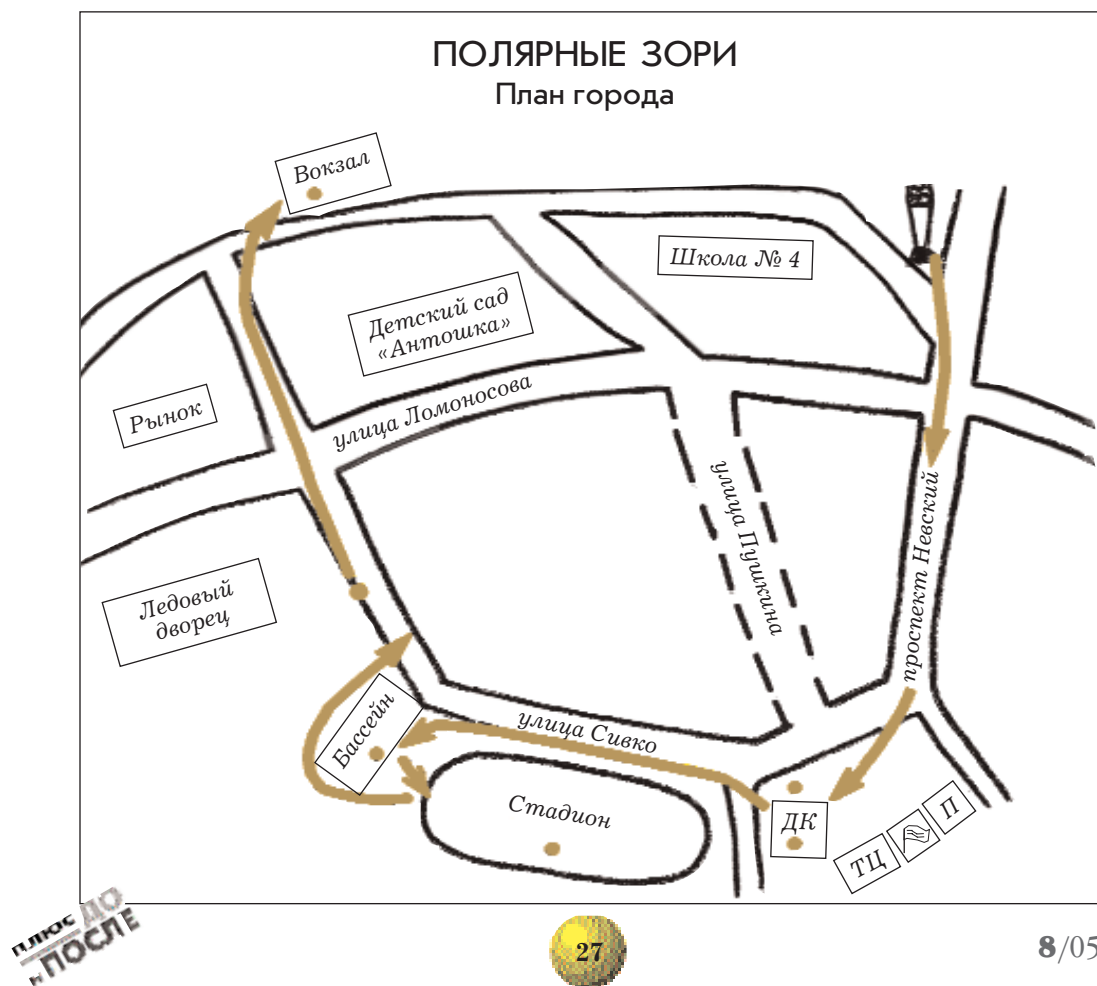 ПОЛЯРНЫЕ ЗОРИ
План города
Вокзал
Школа № 4
Детский сад
«Антошка»
Рынок
улица Ломоносова
улица Пушкина
проспект Невский
Ледовый
дворец
Бассейн
улица Сивко
Стадион
ДК
ТЦ
П
ПЛЮС ДО
и ПОСЛЕ
27
8/05